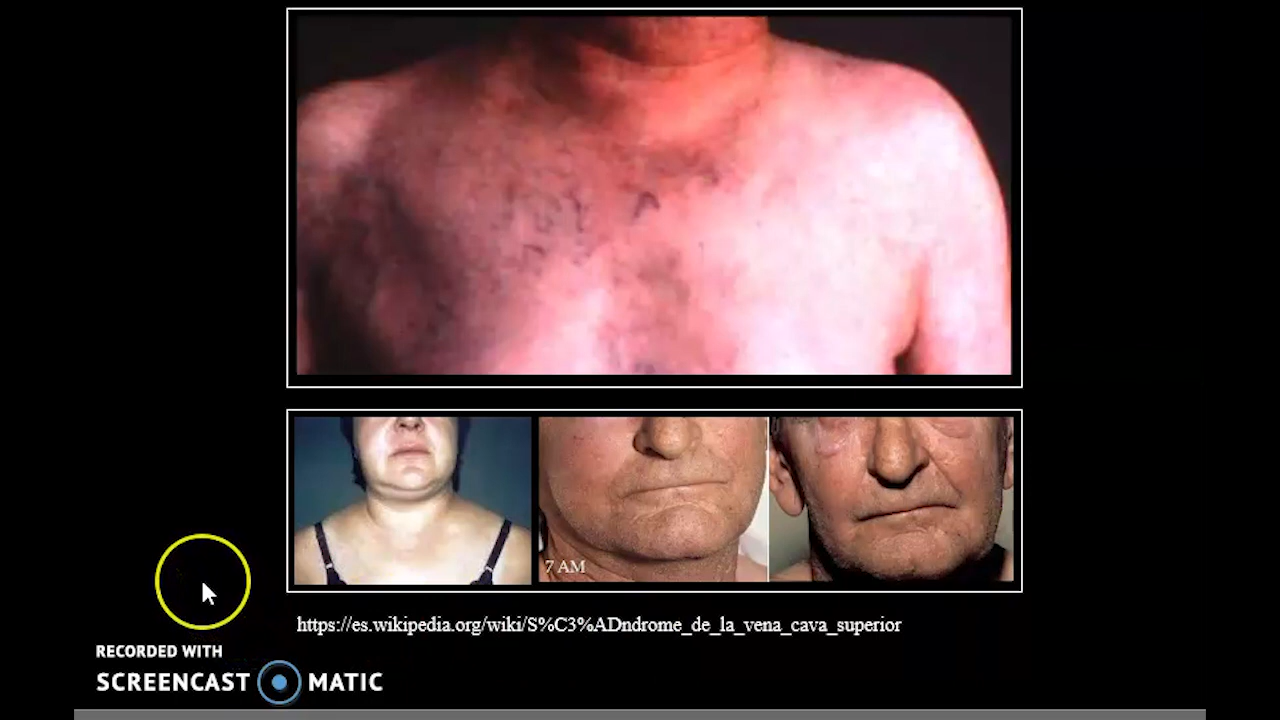 7 AM
https://es.wikipedia.org/wiki/S%C3%ADndrome_de_la_vena_cava_superior
RECORDED WITH
SCREENCAST MATIC